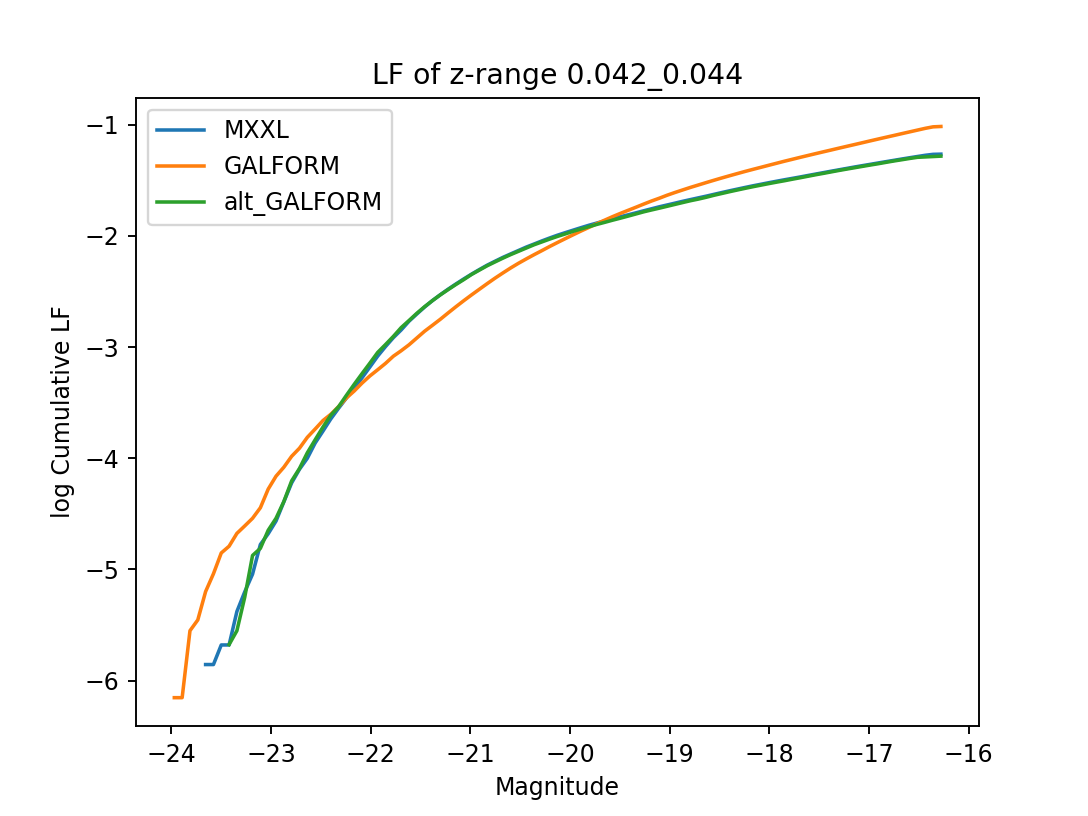 LF of z-range 0.042_0.044
MXXL
GALFORM
alt_GALFORM
−1
−2
−3
−4
−5
−6
log Cumulative LF
−24 −23 −22 −21 −20 −19 −18 −17 −16
Magnitude